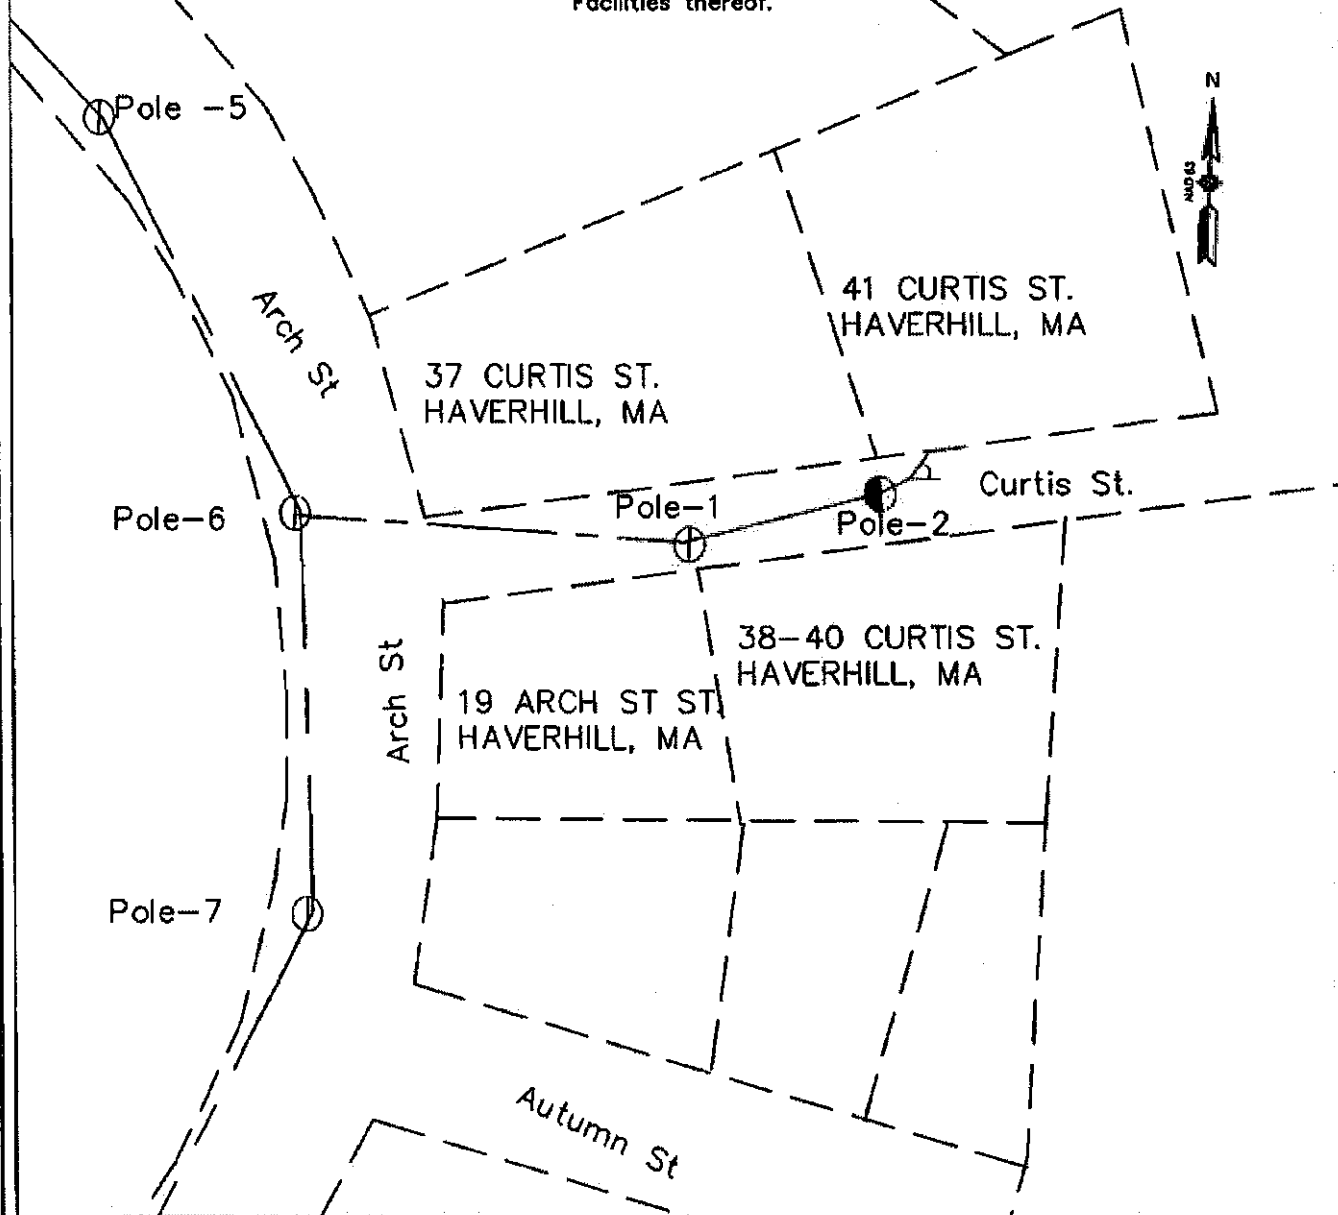 Facilities thereof.
N
NAD 83
Pole -5
Arch St
41 CURTIS ST.
HAVERHILL, MA
37 CURTIS ST.
HAVERHILL, MA
Curtis St.
Pole-1
Pole-2
Pole-6
38-40 CURTIS ST.
HAVERHILL, MA
Arch St
19 ARCH ST ST.
HAVERHILL, MA
Pole-7
Autumn St